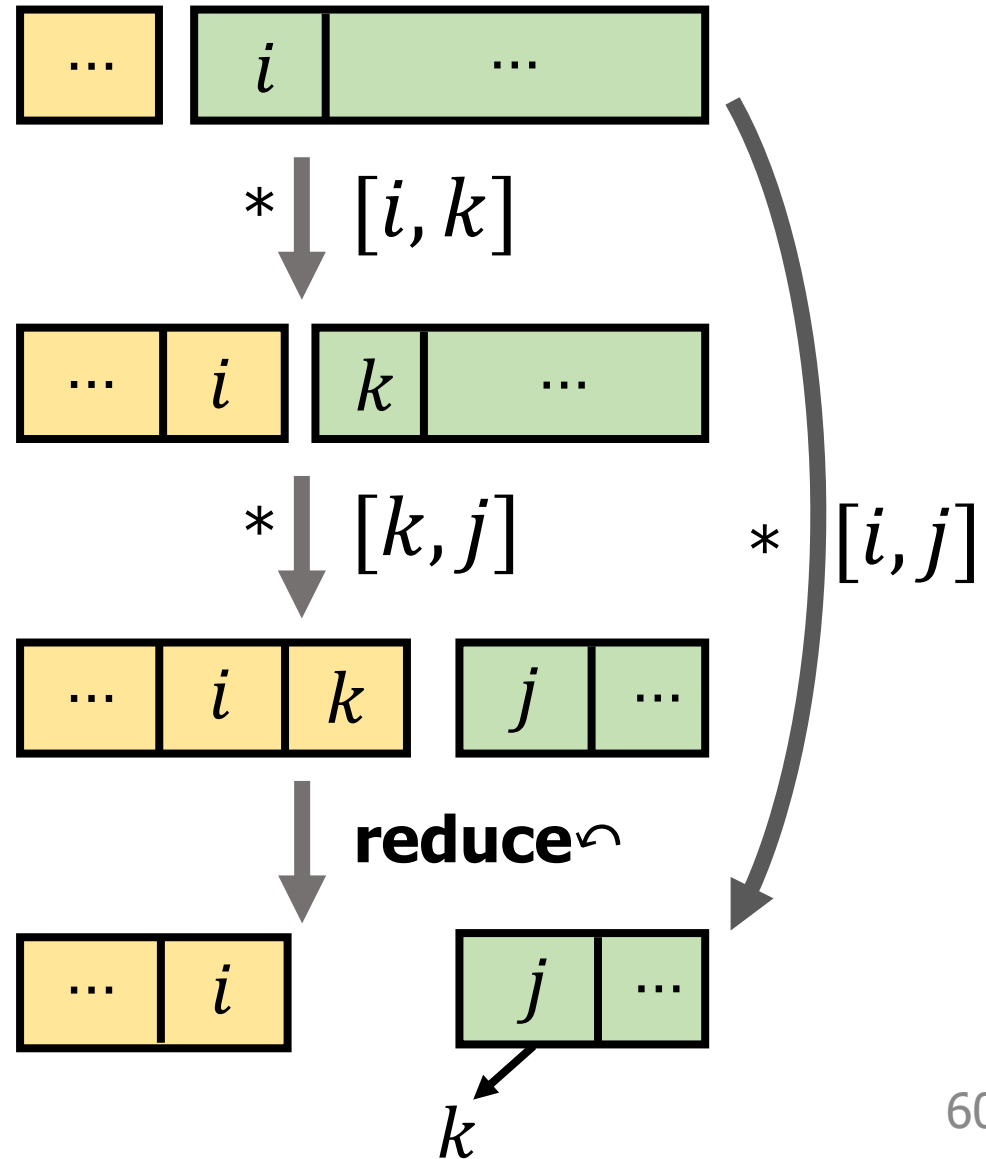 ⋯ i ⋯
* [i, k]
⋯ i k ⋯
* [k, j]
* [i, j]
⋯ i k j ⋯
reduce↶
⋯ i j ⋯
k
60